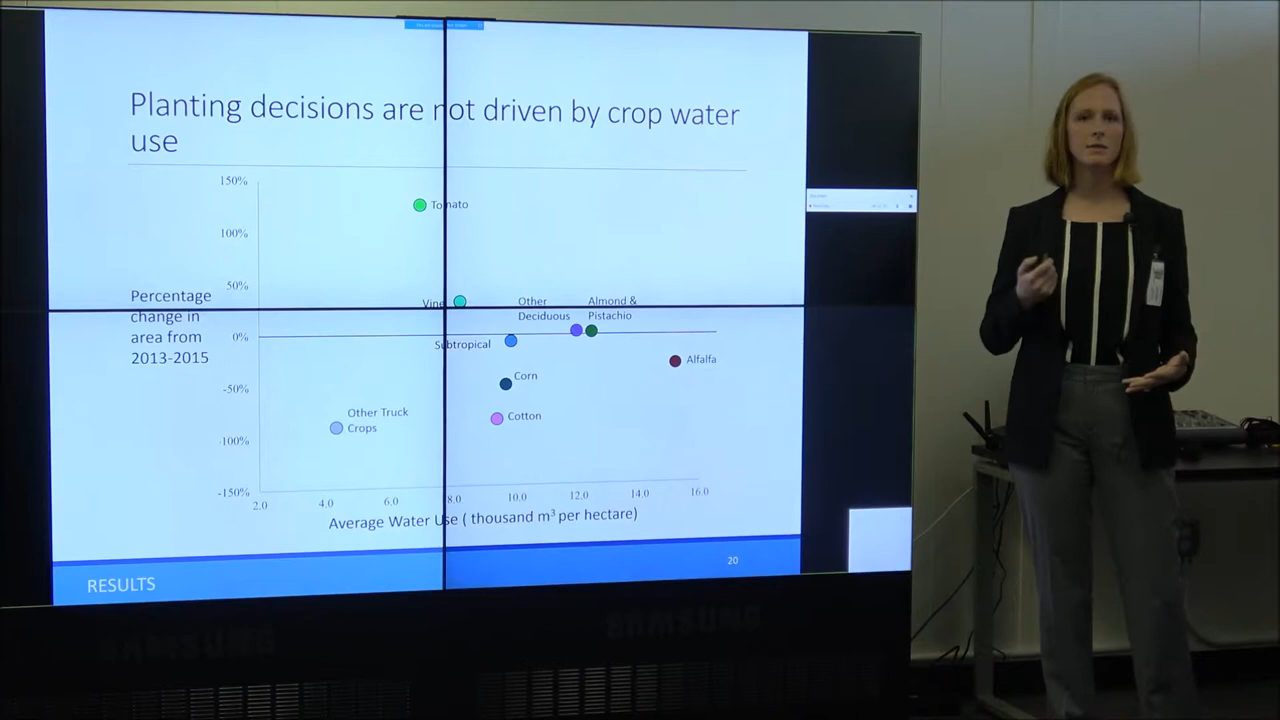 Planting decisions are not driven by crop water
use
150%
100%
50%
0%
-50%
-100%
-150%
Percentage
change in
area from
2013-2015
Tomato
Vine
Other
Deciduous
Almond &
Pistachio
Subtropical
Alfalfa
Corn
Other Truck
Crops
Cotton
2.0
4.0
6.0
8.0
10.0
12.0
14.0
16.0
Average Water Use ( thousand m³ per hectare)
RESULTS
20
SAMSUNG
SAMSUNG